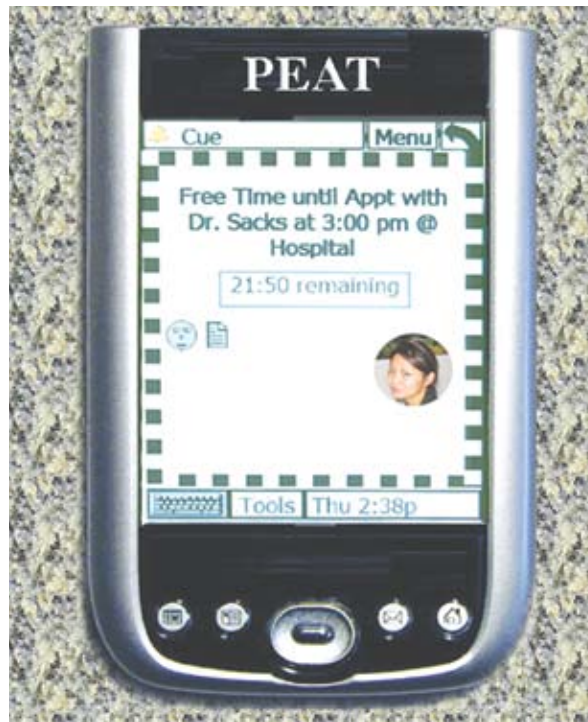 PEAT
Cue Menu
Free Time until Appt with
Dr. Sacks at 3:00 pm @
Hospital
21:50 remaining
Tools Thu 2:38p